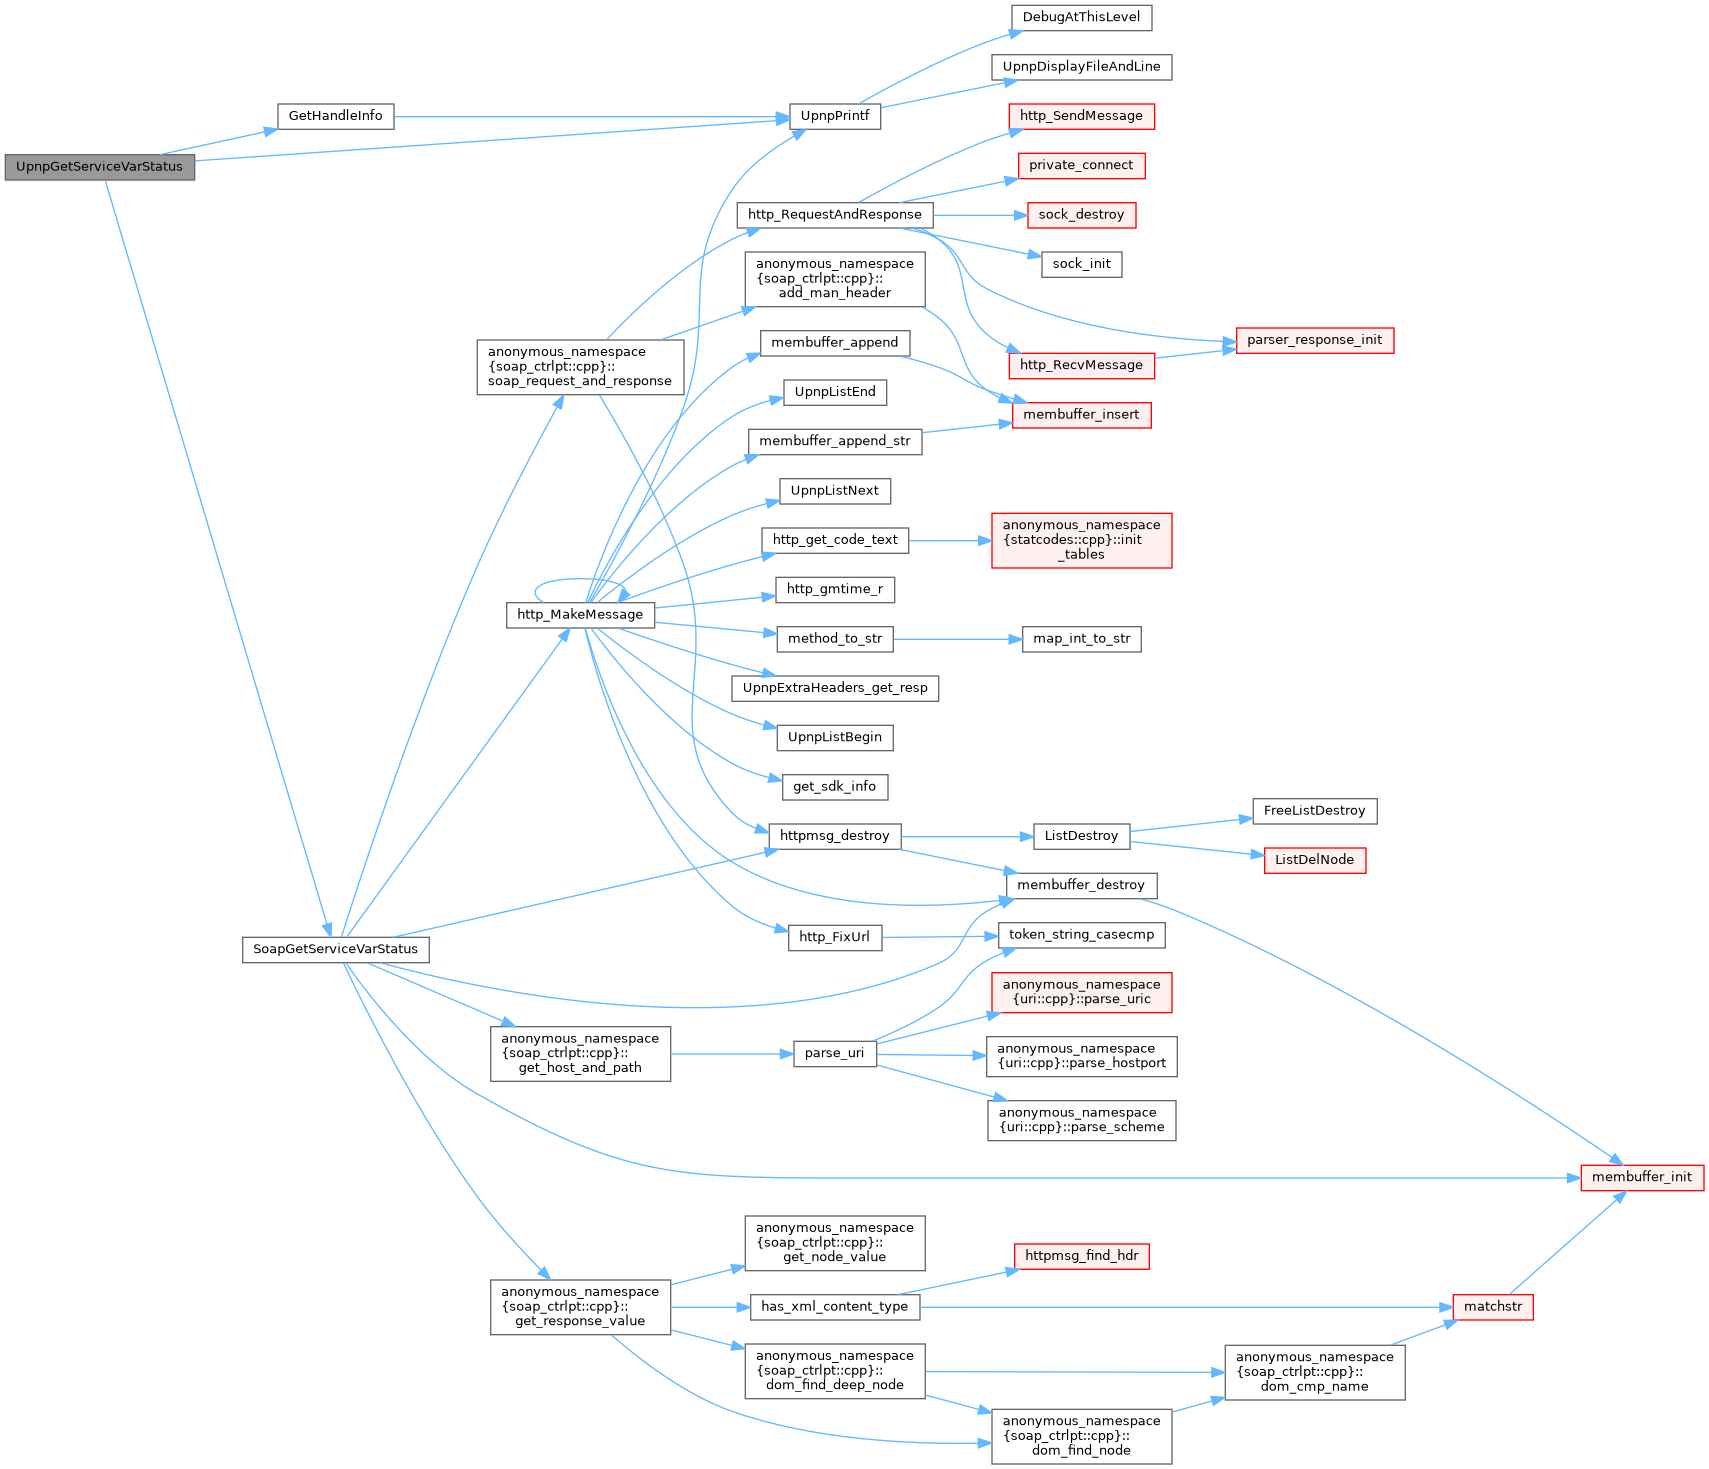 DebugAtThisLevel
UpnpDisplayFileAndLine
GetHandleInfo
UpnpPrintf
http_SendMessage
UpnpGetServiceVarStatus
private_connect
http_RequestAndResponse
sock_destroy
anonymous_namespace
{soap_ctrlpt::cpp}::
add_man_header
sock_init
anonymous_namespace
{soap_ctrlpt::cpp}::
soap_request_and_response
membuffer_append
parser_response_init
http_RecvMessage
UpnpListEnd
membuffer_insert
membuffer_append_str
UpnpListNext
http_get_code_text
anonymous_namespace
{statcodes::cpp}::init
_tables
http_gmtime_r
http_MakeMessage
method_to_str
map_int_to_str
UpnpExtraHeaders_get_resp
UpnpListBegin
get_sdk_info
FreeListDestroy
httpmsg_destroy
ListDestroy
ListDelNode
membuffer_destroy
SoapGetServiceVarStatus
http_FixUrl
token_string_casecmp
anonymous_namespace
{uri::cpp}::parse_uric
anonymous_namespace
{soap_ctrlpt::cpp}::
get_host_and_path
parse_uri
anonymous_namespace
{uri::cpp}::parse_hostport
anonymous_namespace
{uri::cpp}::parse_scheme
membuffer_init
anonymous_namespace
{soap_ctrlpt::cpp}::
get_node_value
httpmsg_find_hdr
anonymous_namespace
{soap_ctrlpt::cpp}::
get_response_value
has_xml_content_type
matchstr
anonymous_namespace
{soap_ctrlpt::cpp}::
dom_find_deep_node
anonymous_namespace
{soap_ctrlpt::cpp}::
dom_cmp_name
anonymous_namespace
{soap_ctrlpt::cpp}::
dom_find_node